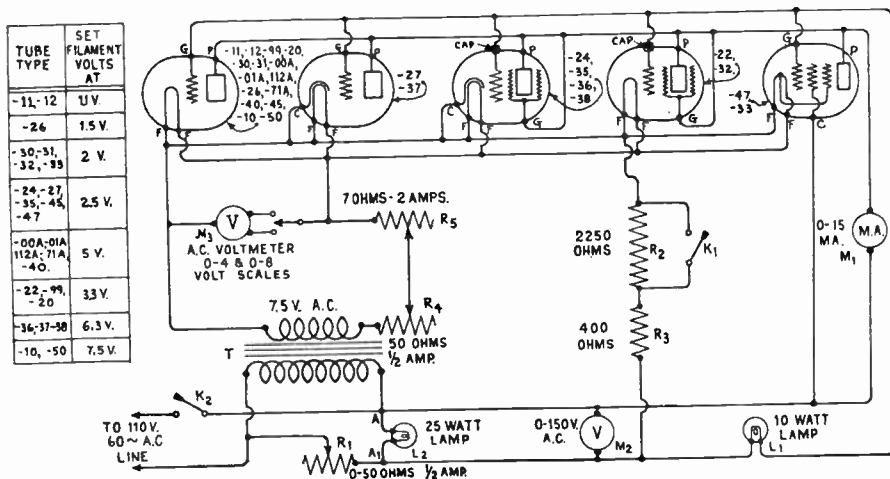 TUBE TYPE
SET FILAMENT VOLTS AT
-11,-12 1.1 V.
-26 1.5 V.
-30,-31,
-32,-33 2 V.
-24,-27,
-35,-45,
-47 2.5 V.
-00A,-01A
112A,-71A,
-40. 5 V.
-22,-99,
-20 3.3 V.
-36,-37-38 6.3 V.
-10, -50 7.5 V.
G P
-11,-12,-99,-20,
-30,-31,-00A,
-01A,112A,
-26,-71A,
-40,-45,
-10,-50
F F
G P
-27
-37
C F F
CAP P
-24,
-35,
-36,
-38
C F F G
CAP P
-22,
-32,
F F G
G P
-47
-33
F F C
7 OHMS-2 AMPS.
R5
M3 V
A.C. VOLTMETER
0-4 & 0-8
VOLT SCALES
7.5 V. A.C.
R4
50 OHMS
1/2 AMP.
T
2250
OHMS
R2
K1
400
OHMS
R3
0-15
MA.
M.A.
M1
K2
TO 110 V.
60~ A.C
LINE
A
25 WATT
LAMP
A1 L2
R1
0-50 OHMS 1/2 AMP.
0-150V.
A.C.
V
M2
10 WATT
LAMP
L1